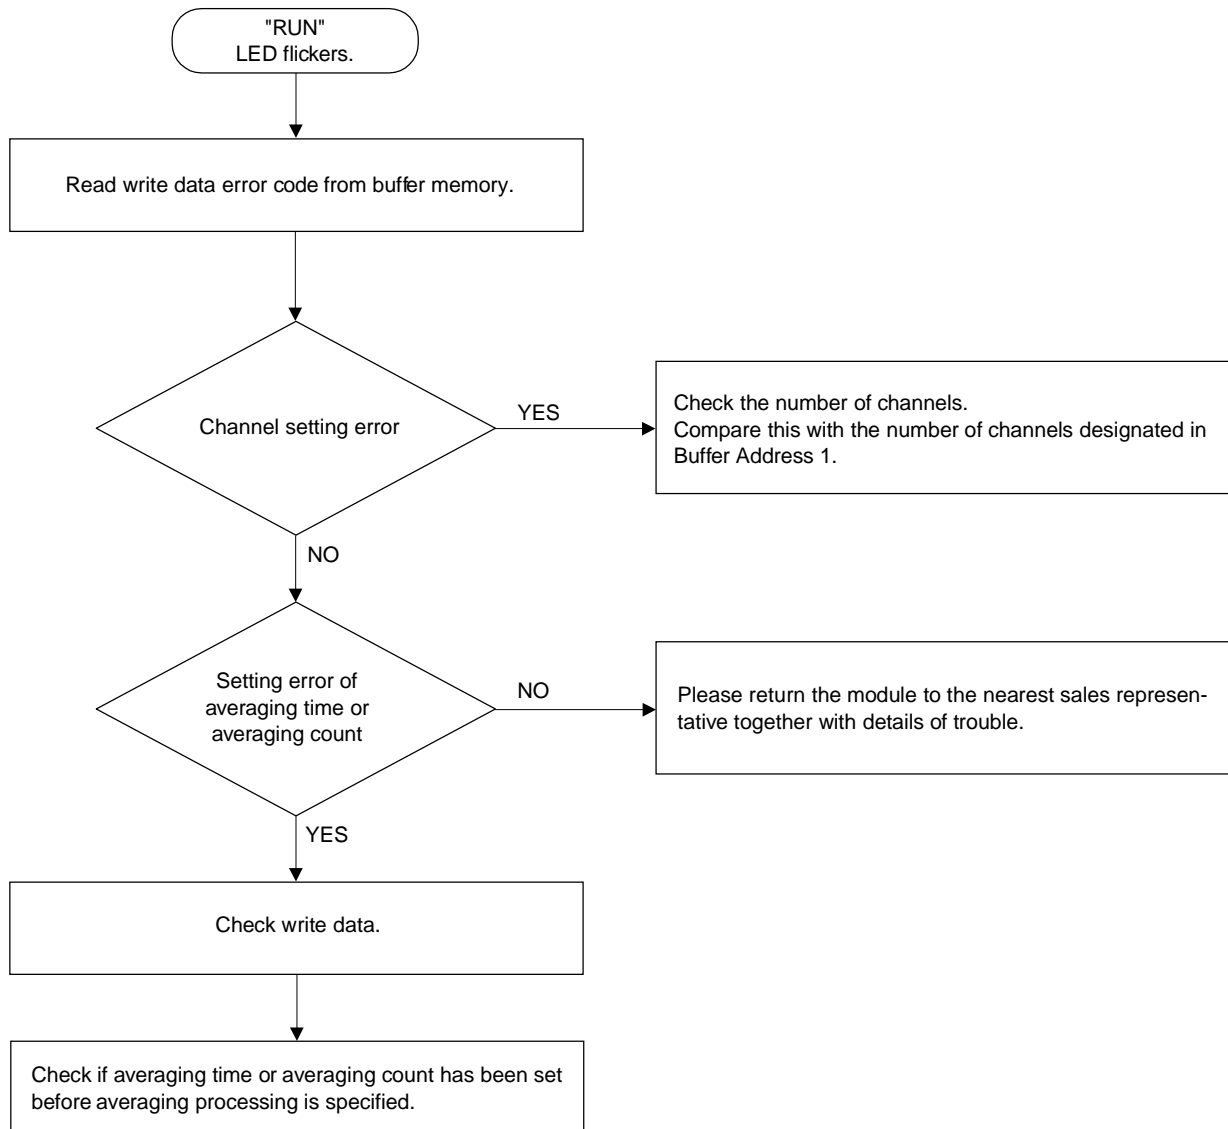 "RUN"
LED flickers.
Read write data error code from buffer memory.
Channel setting error
YES
Check the number of channels.
Compare this with the number of channels designated in
Buffer Address 1.
NO
Setting error of
averaging time or
averaging count
NO
Please return the module to the nearest sales represen-
tative together with details of trouble.
YES
Check write data.
Check if averaging time or averaging count has been set
before averaging processing is specified.